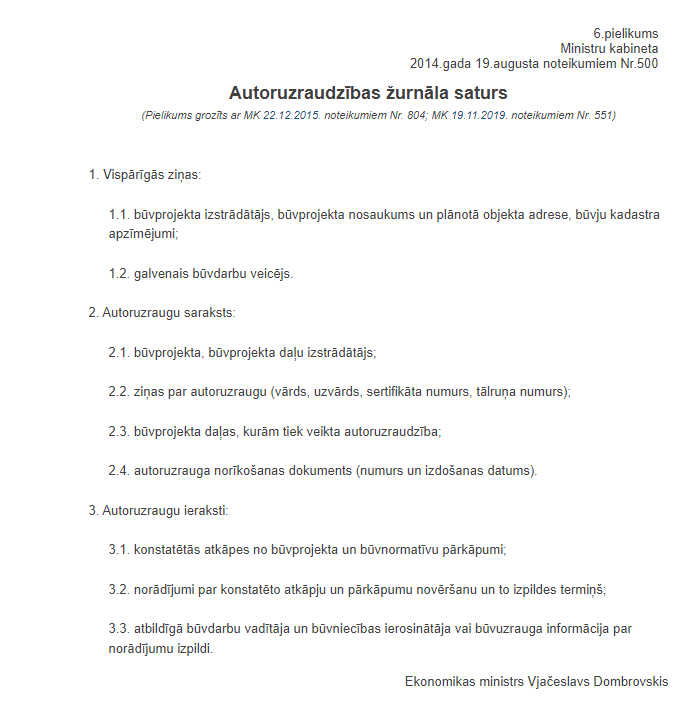 6.pielikums
Ministru kabineta
2014.gada 19.augusta noteikumiem Nr.500
Autoruzraudzības žurnāla saturs
(Pielikums grozīts ar MK 22.12.2015. noteikumiem Nr. 804; MK 19.11.2019. noteikumiem Nr. 551)
1. Vispārīgās ziņas:
1.1. būvprojekta izstrādātājs, būvprojekta nosaukums un plānotā objekta adrese, būvju kadastra
apzīmējumi;
1.2. galvenais būvdarbu veicējs.
2. Autoruzraugu saraksts:
2.1. būvprojekta, būvprojekta daļu izstrādātājs;
2.2. ziņas par autoruzraugu (vārds, uzvārds, sertifikāta numurs, tālruņa numurs);
2.3. būvprojekta daļas, kurām tiek veikta autoruzraudzība;
2.4. autoruzrauga norīkošanas dokuments (numurs un izdošanas datums).
3. Autoruzraugu ieraksti:
3.1. konstatētās atkāpes no būvprojekta un būvnormatīvu pārkāpumi;
3.2. norādījumi par konstatēto atkāpju un pārkāpumu novēršanu un to izpildes termiņš;
3.3. atbildīgā būvdarbu vadītāja un būvniecības ierosinātāja vai būvuzrauga informācija par
norādījumu izpildi.
Ekonomikas ministrs Vjačeslavs Dombrovskis